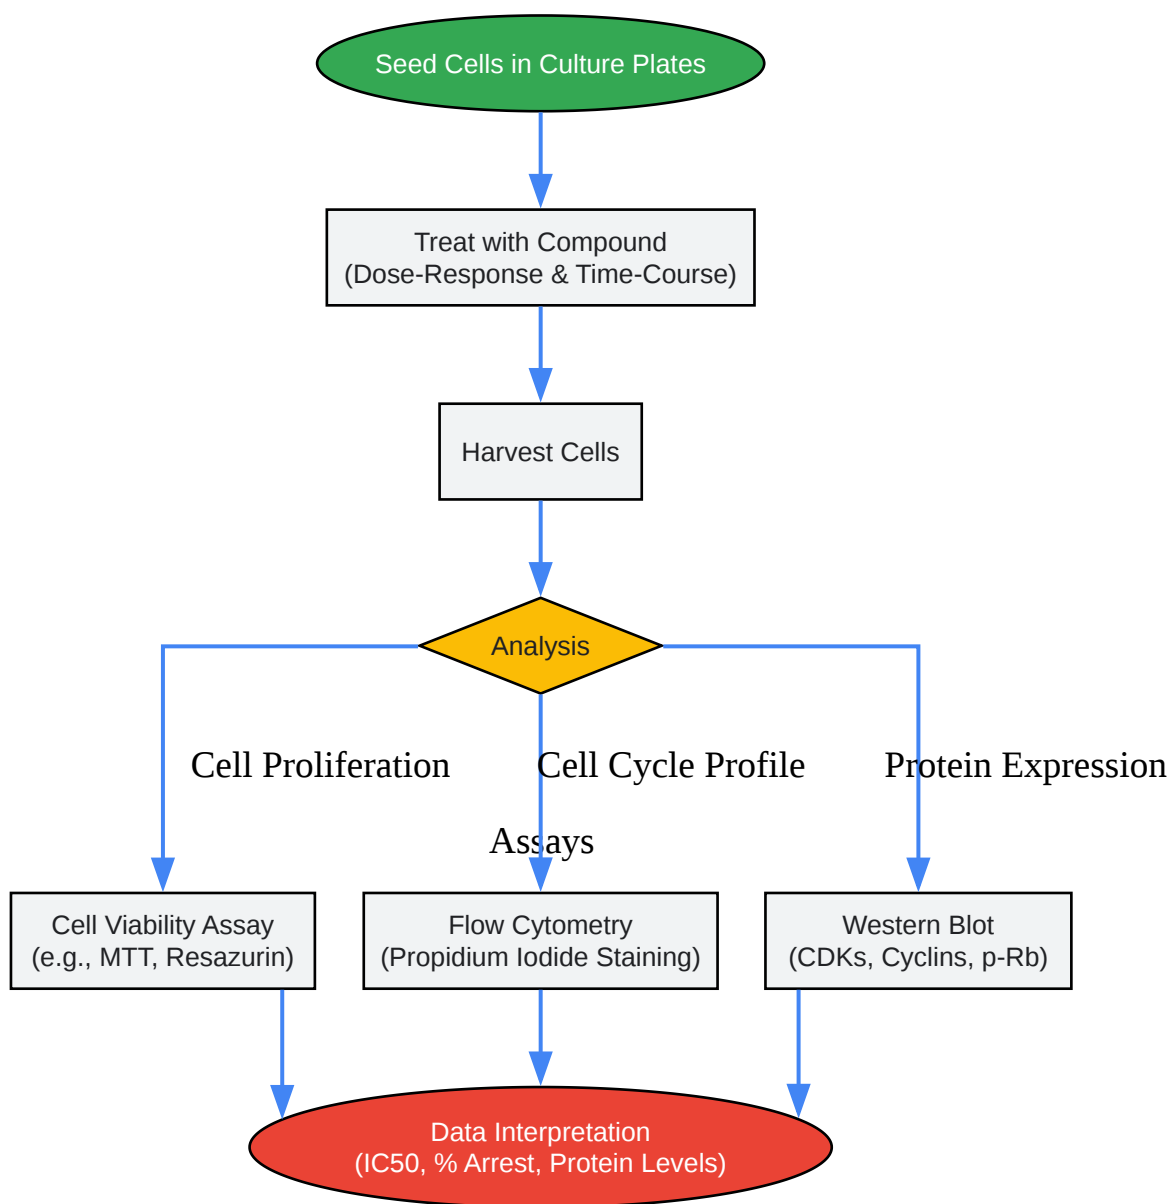 Seed Cells in Culture Plates
Treat with Compound
(Dose-Response & Time-Course)
Harvest Cells
Analysis
Cell Proliferation
Cell Cycle Profile
Protein Expression
Assays
Cell Viability Assay
(e.g., MTT, Resazurin)
Flow Cytometry
(Propidium Iodide Staining)
Western Blot
(CDKs, Cyclins, p-Rb)
Data Interpretation
(IC50, % Arrest, Protein Levels)